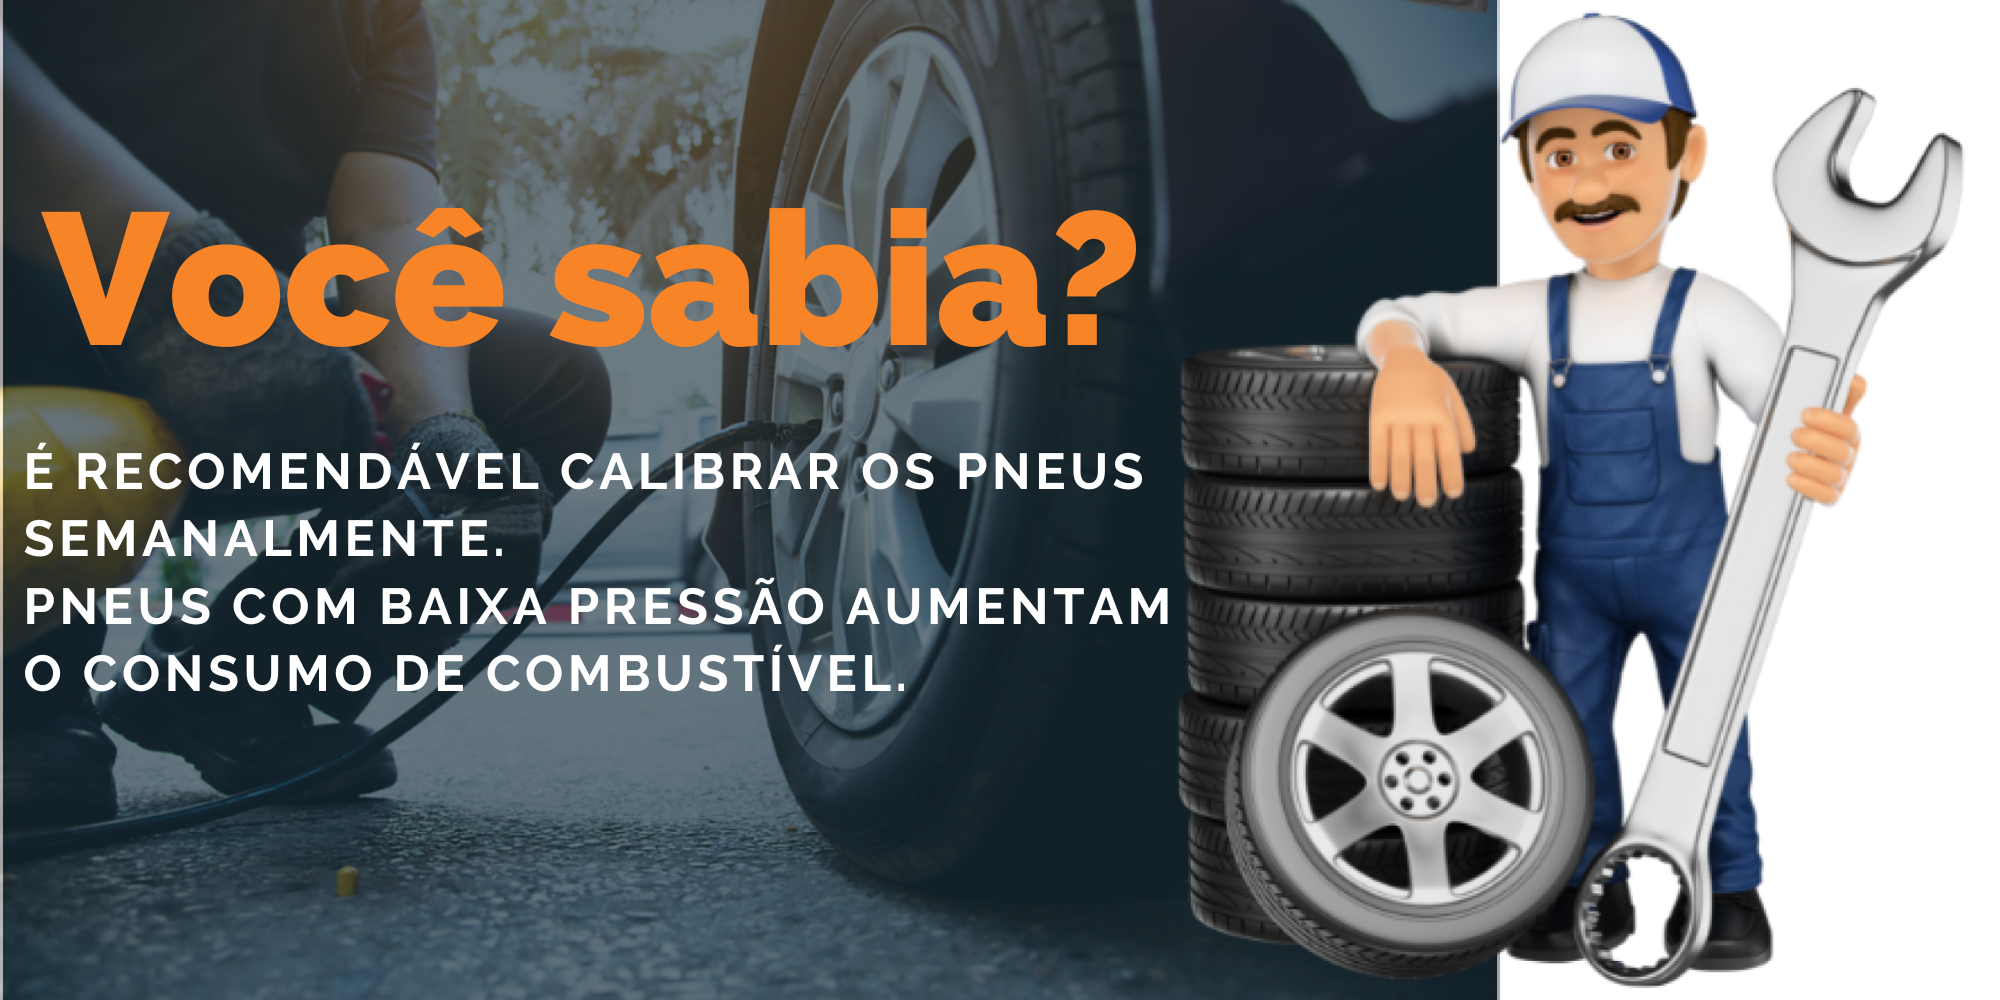 Você sabia?
É RECOMENDÁVEL CALIBRAR OS PNEUS
SEMANALMENTE.
PNEUS COM BAIXA PRESSÃO AUMENTAM
O CONSUMO DE COMBUSTÍVEL.